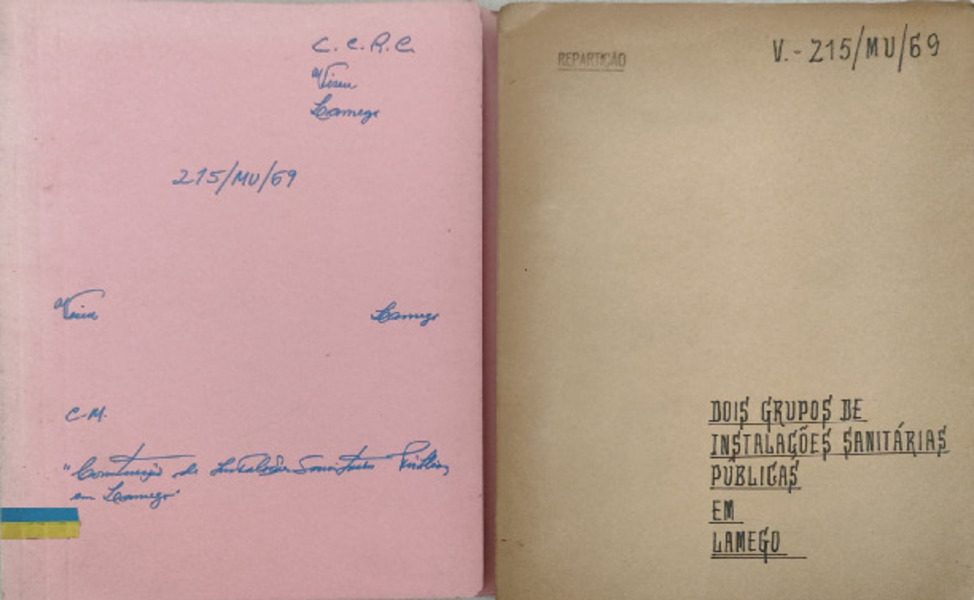 C. C. R. C.
Viseu
Lamego
215/MU/69
Viseu Lamego
C.M.
"Construção de Instalações Sanitárias Públicas
em Lamego"
REPARTIÇÃO
V.- 215/MU/69
DOIS GRUPOS DE
INSTALAÇÕES SANITÁRIAS
PÚBLICAS
EM
LAMEGO